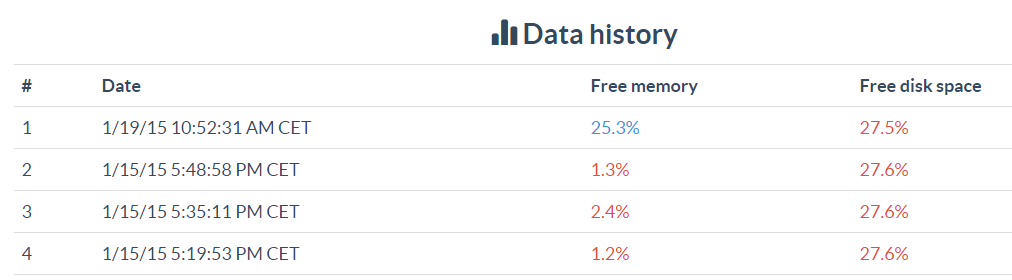 Data history
# Date Free memory Free disk space
1 1/19/15 10:52:31 AM CET 25.3% 27.5%
2 1/15/15 5:48:58 PM CET 1.3% 27.6%
3 1/15/15 5:35:11 PM CET 2.4% 27.6%
4 1/15/15 5:19:53 PM CET 1.2% 27.6%